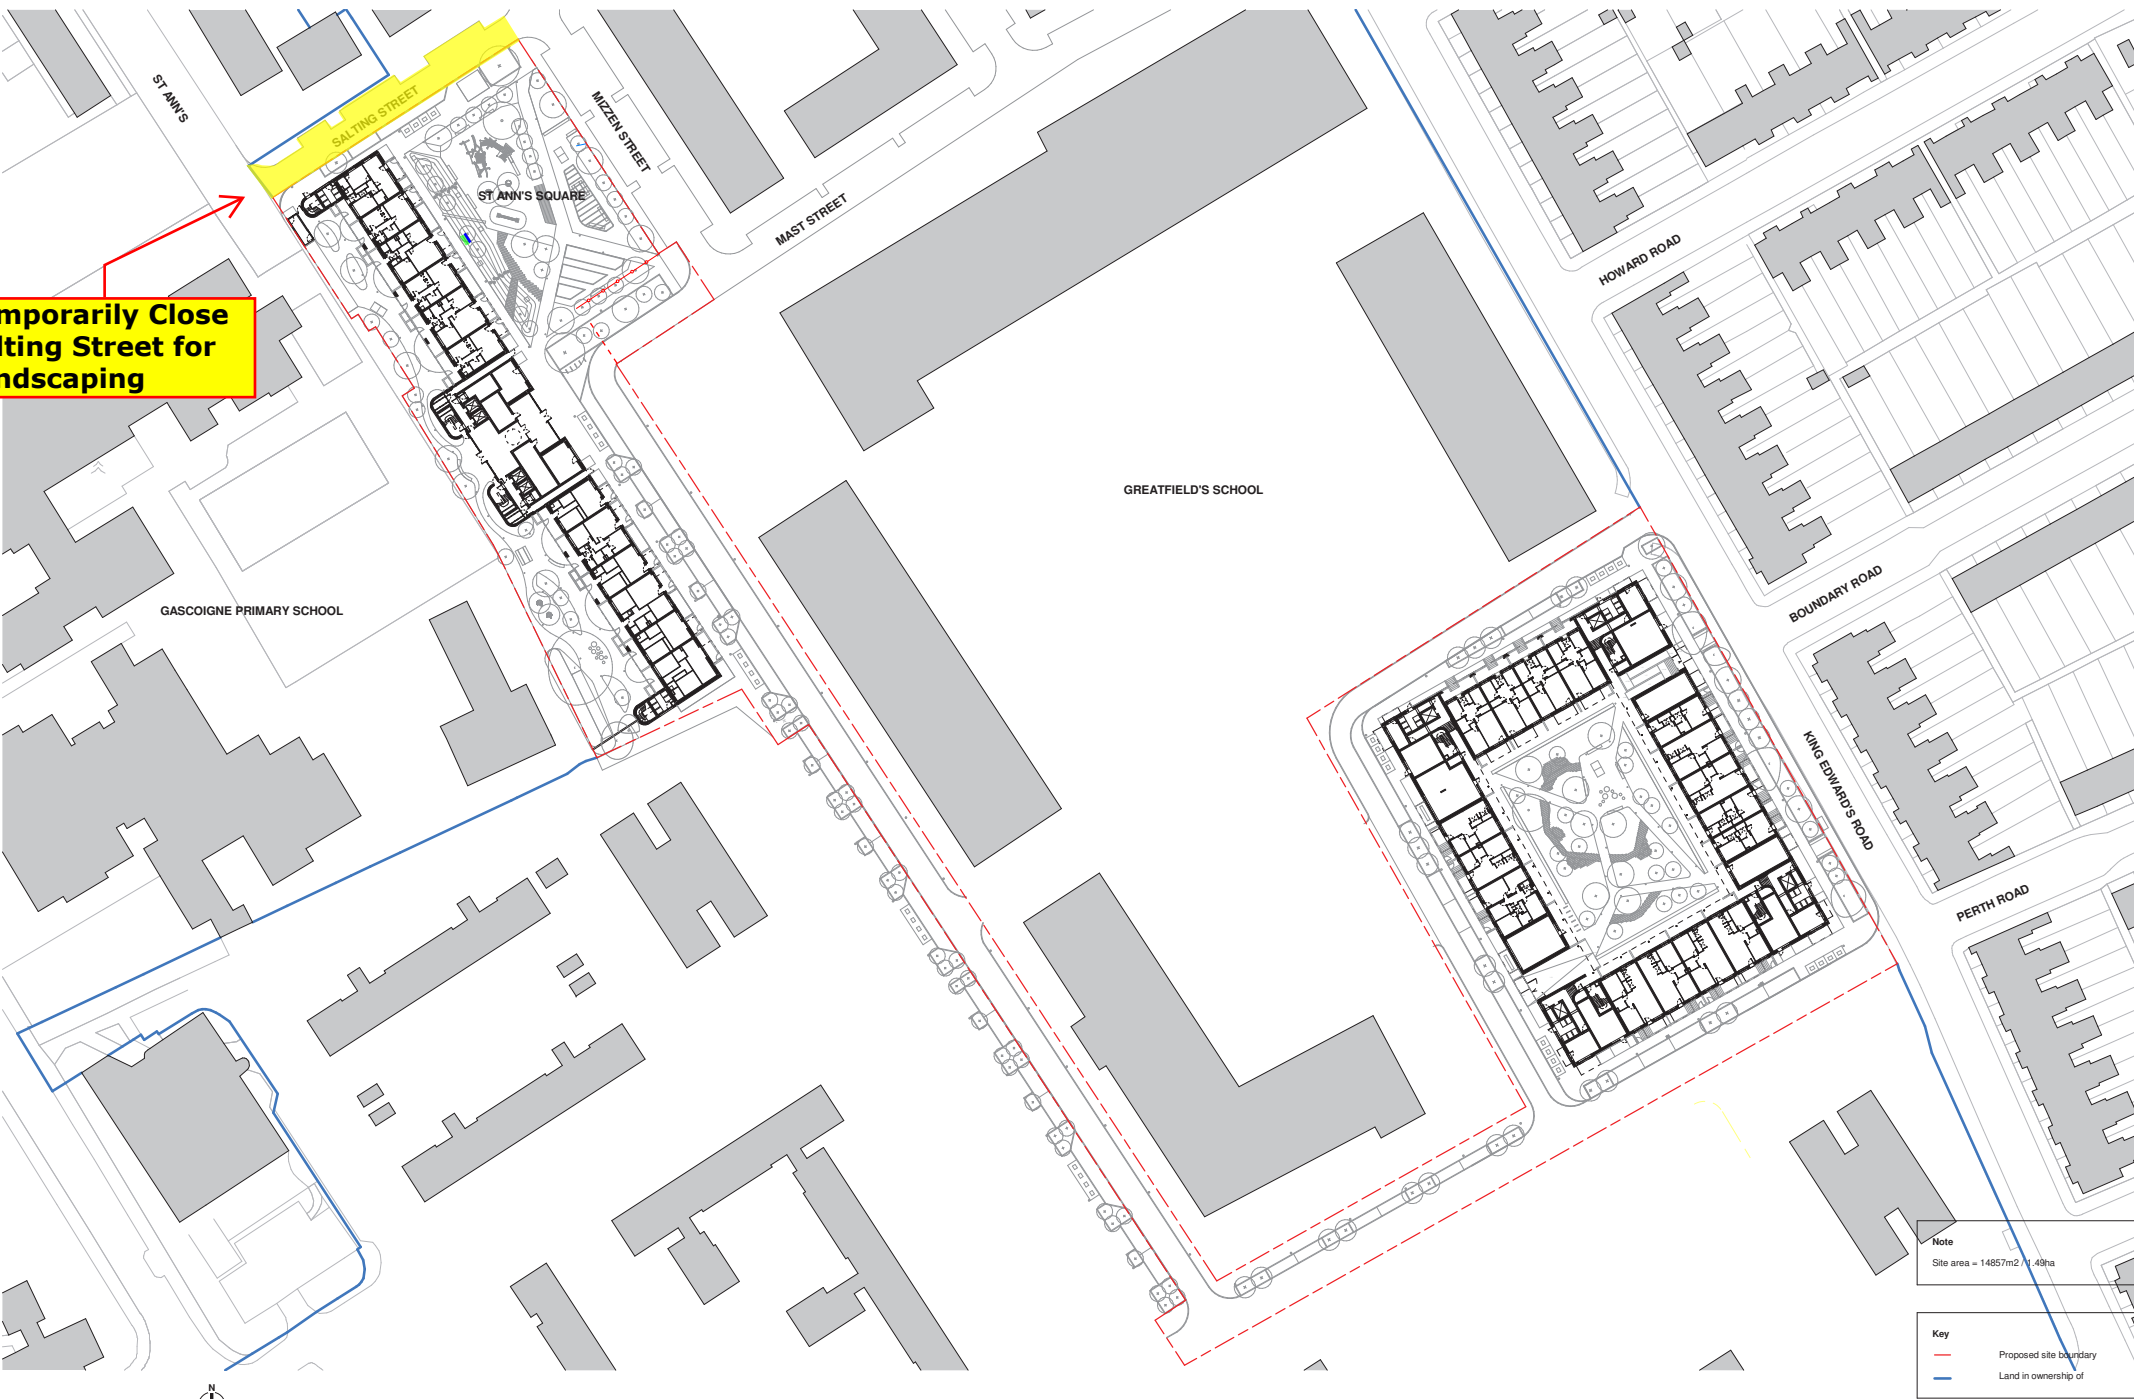 ST ANN'S
SALTING STREET
MIZZEN STREET
ST ANN'S SQUARE
MAST STREET
HOWARD ROAD
mporarily Close
lting Street for
ndscaping
GREATFIELD'S SCHOOL
BOUNDARY ROAD
GASCOIGNE PRIMARY SCHOOL
KING EDWARD'S ROAD
PERTH ROAD
Note
Site area = 14857m2 / 1.49ha
Key
Proposed site boundary
Land in ownership of
N